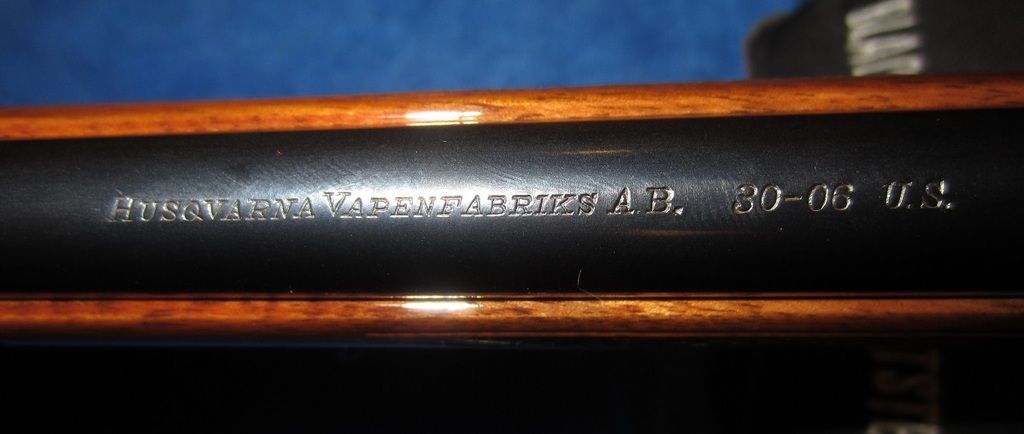 HUSQVARNA VAPENFABRIKS A.B. 30-06 U.S.